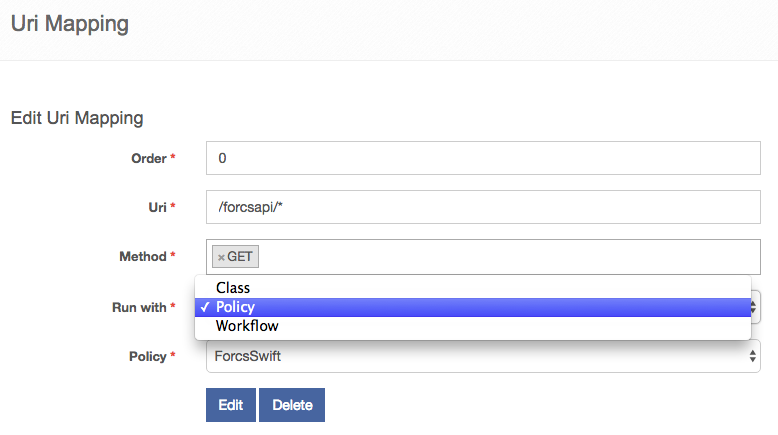 Uri Mapping
Edit Uri Mapping
Order * 0
Uri * /forcsapi/*
Method * × GET
Class
Run with * ✓ Policy
Workflow
Policy * ForcsSwift
Edit Delete